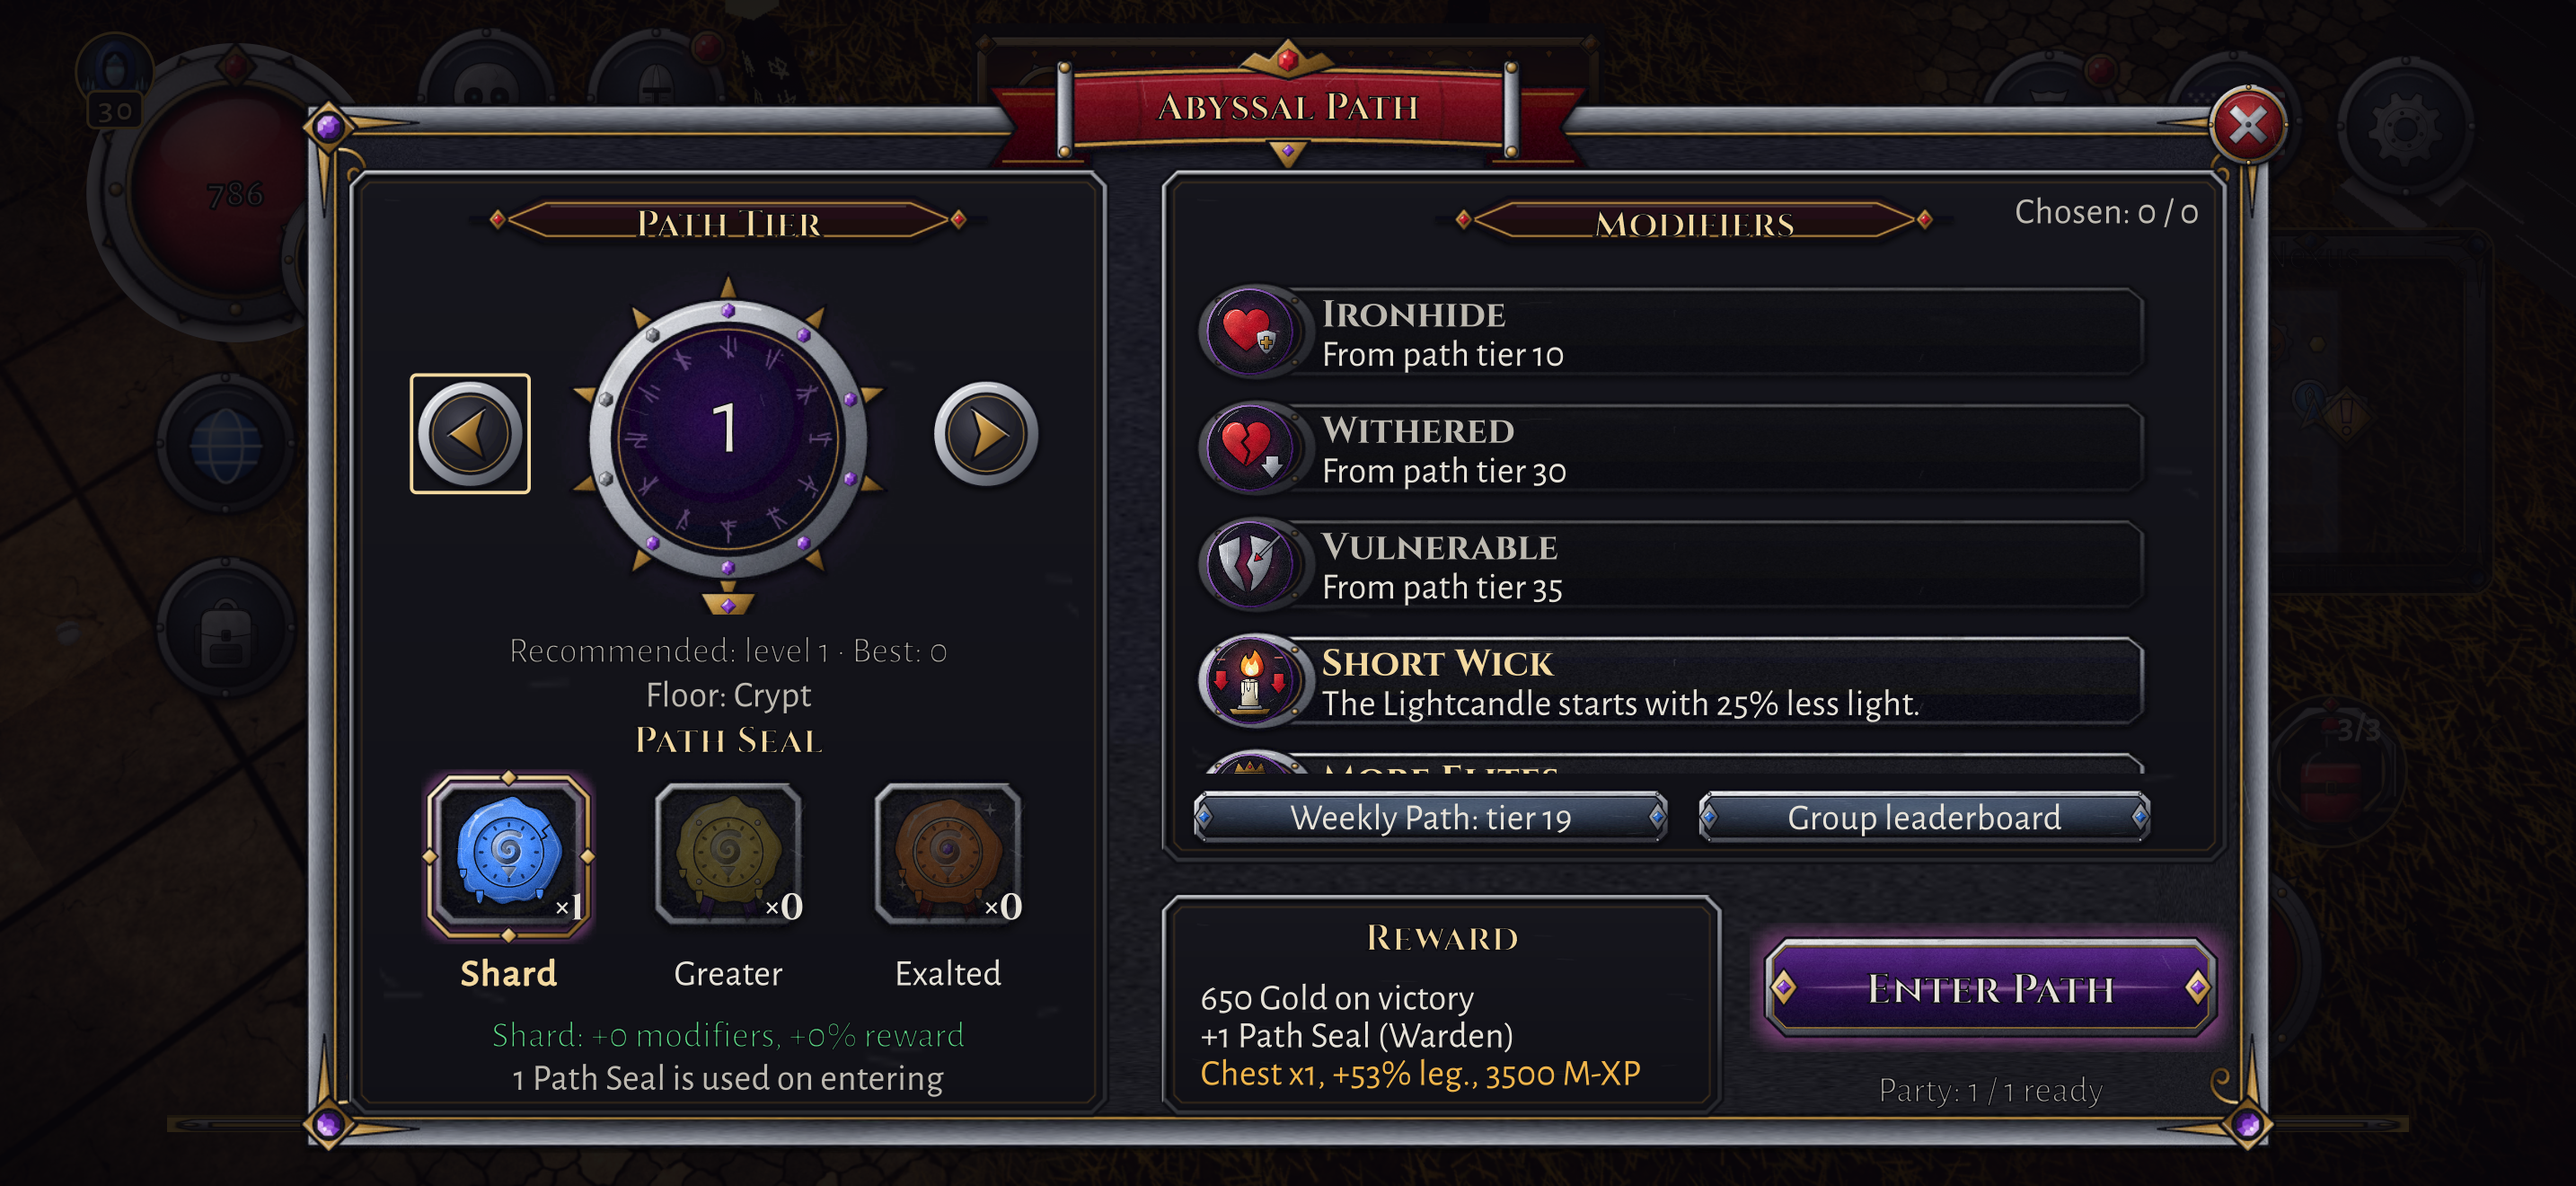 Abyssal Path
30
786
Path Tier
1
Recommended: level 1 · Best: 0
Floor: Crypt
Path Seal
×1
×0
×0
Shard
Greater
Exalted
Shard: +0 modifiers, +0% reward
1 Path Seal is used on entering
Modifiers
Chosen: 0 / 0
Ironhide
From path tier 10
Withered
From path tier 30
Vulnerable
From path tier 35
Short Wick
The Lightcandle starts with 25% less light.
More Elites
Weekly Path: tier 19
Group leaderboard
Reward
650 Gold on victory
+1 Path Seal (Warden)
Chest x1, +53% leg., 3500 M-XP
Enter Path
Party: 1 / 1 ready
3/3